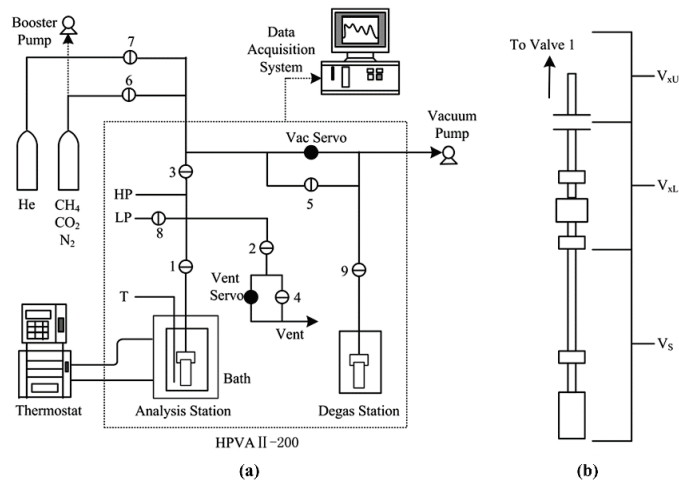 Booster
Pump
7
6
Data
Acquisition
System
Vacuum
Pump
Vac Servo
3
5
He
CH₄
CO₂
N₂
HP
LP
8
2
1
9
Vent
Servo
4
Vent
T
Bath
Thermostat
Analysis Station
Degas Station
HPVAⅡ-200
(a)
To Valve 1
VxU
VxL
VS
(b)